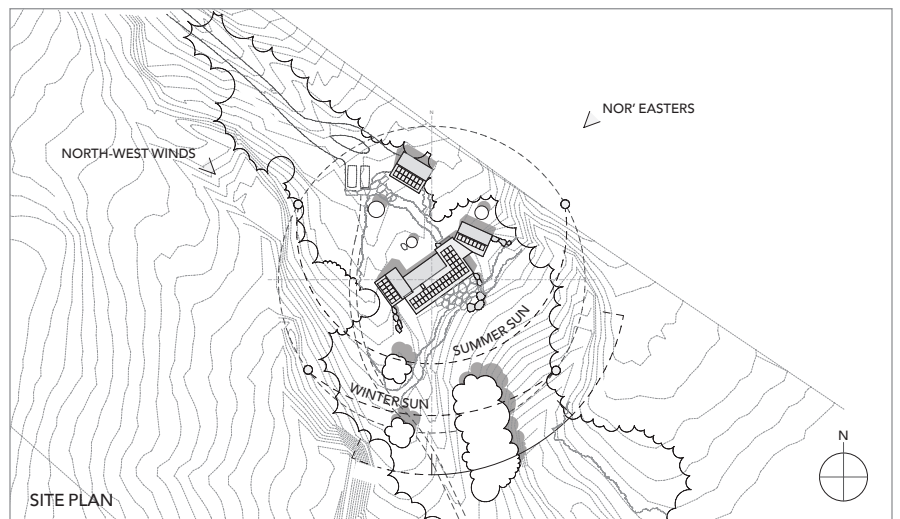 NOR' EASTERS
NORTH-WEST WINDS
SUMMER SUN
WINTER SUN
N
SITE PLAN